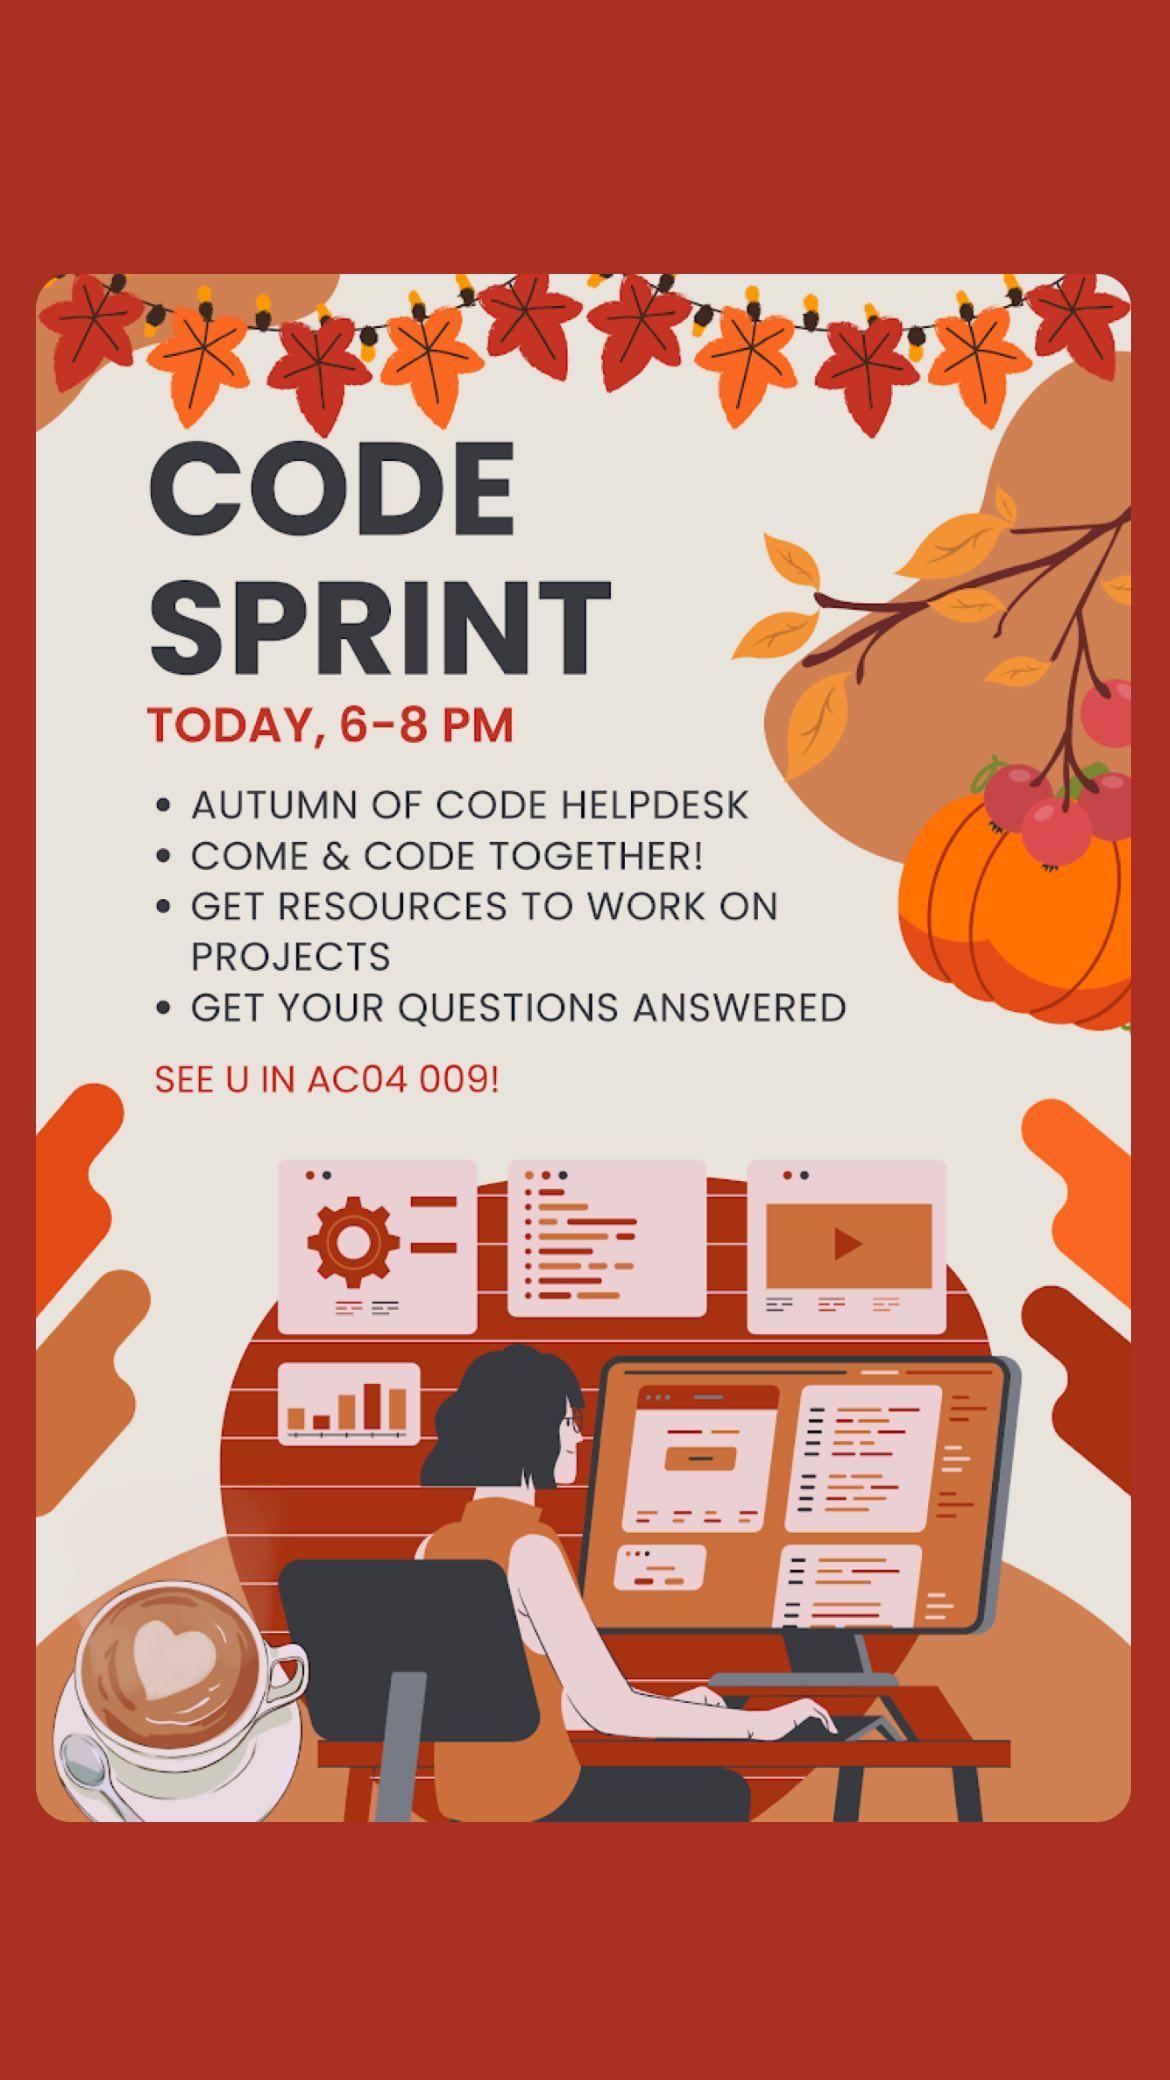 CODE
SPRINT
TODAY, 6-8 PM
• AUTUMN OF CODE HELPDESK
• COME & CODE TOGETHER!
• GET RESOURCES TO WORK ON
PROJECTS
• GET YOUR QUESTIONS ANSWERED
SEE U IN AC04 009!